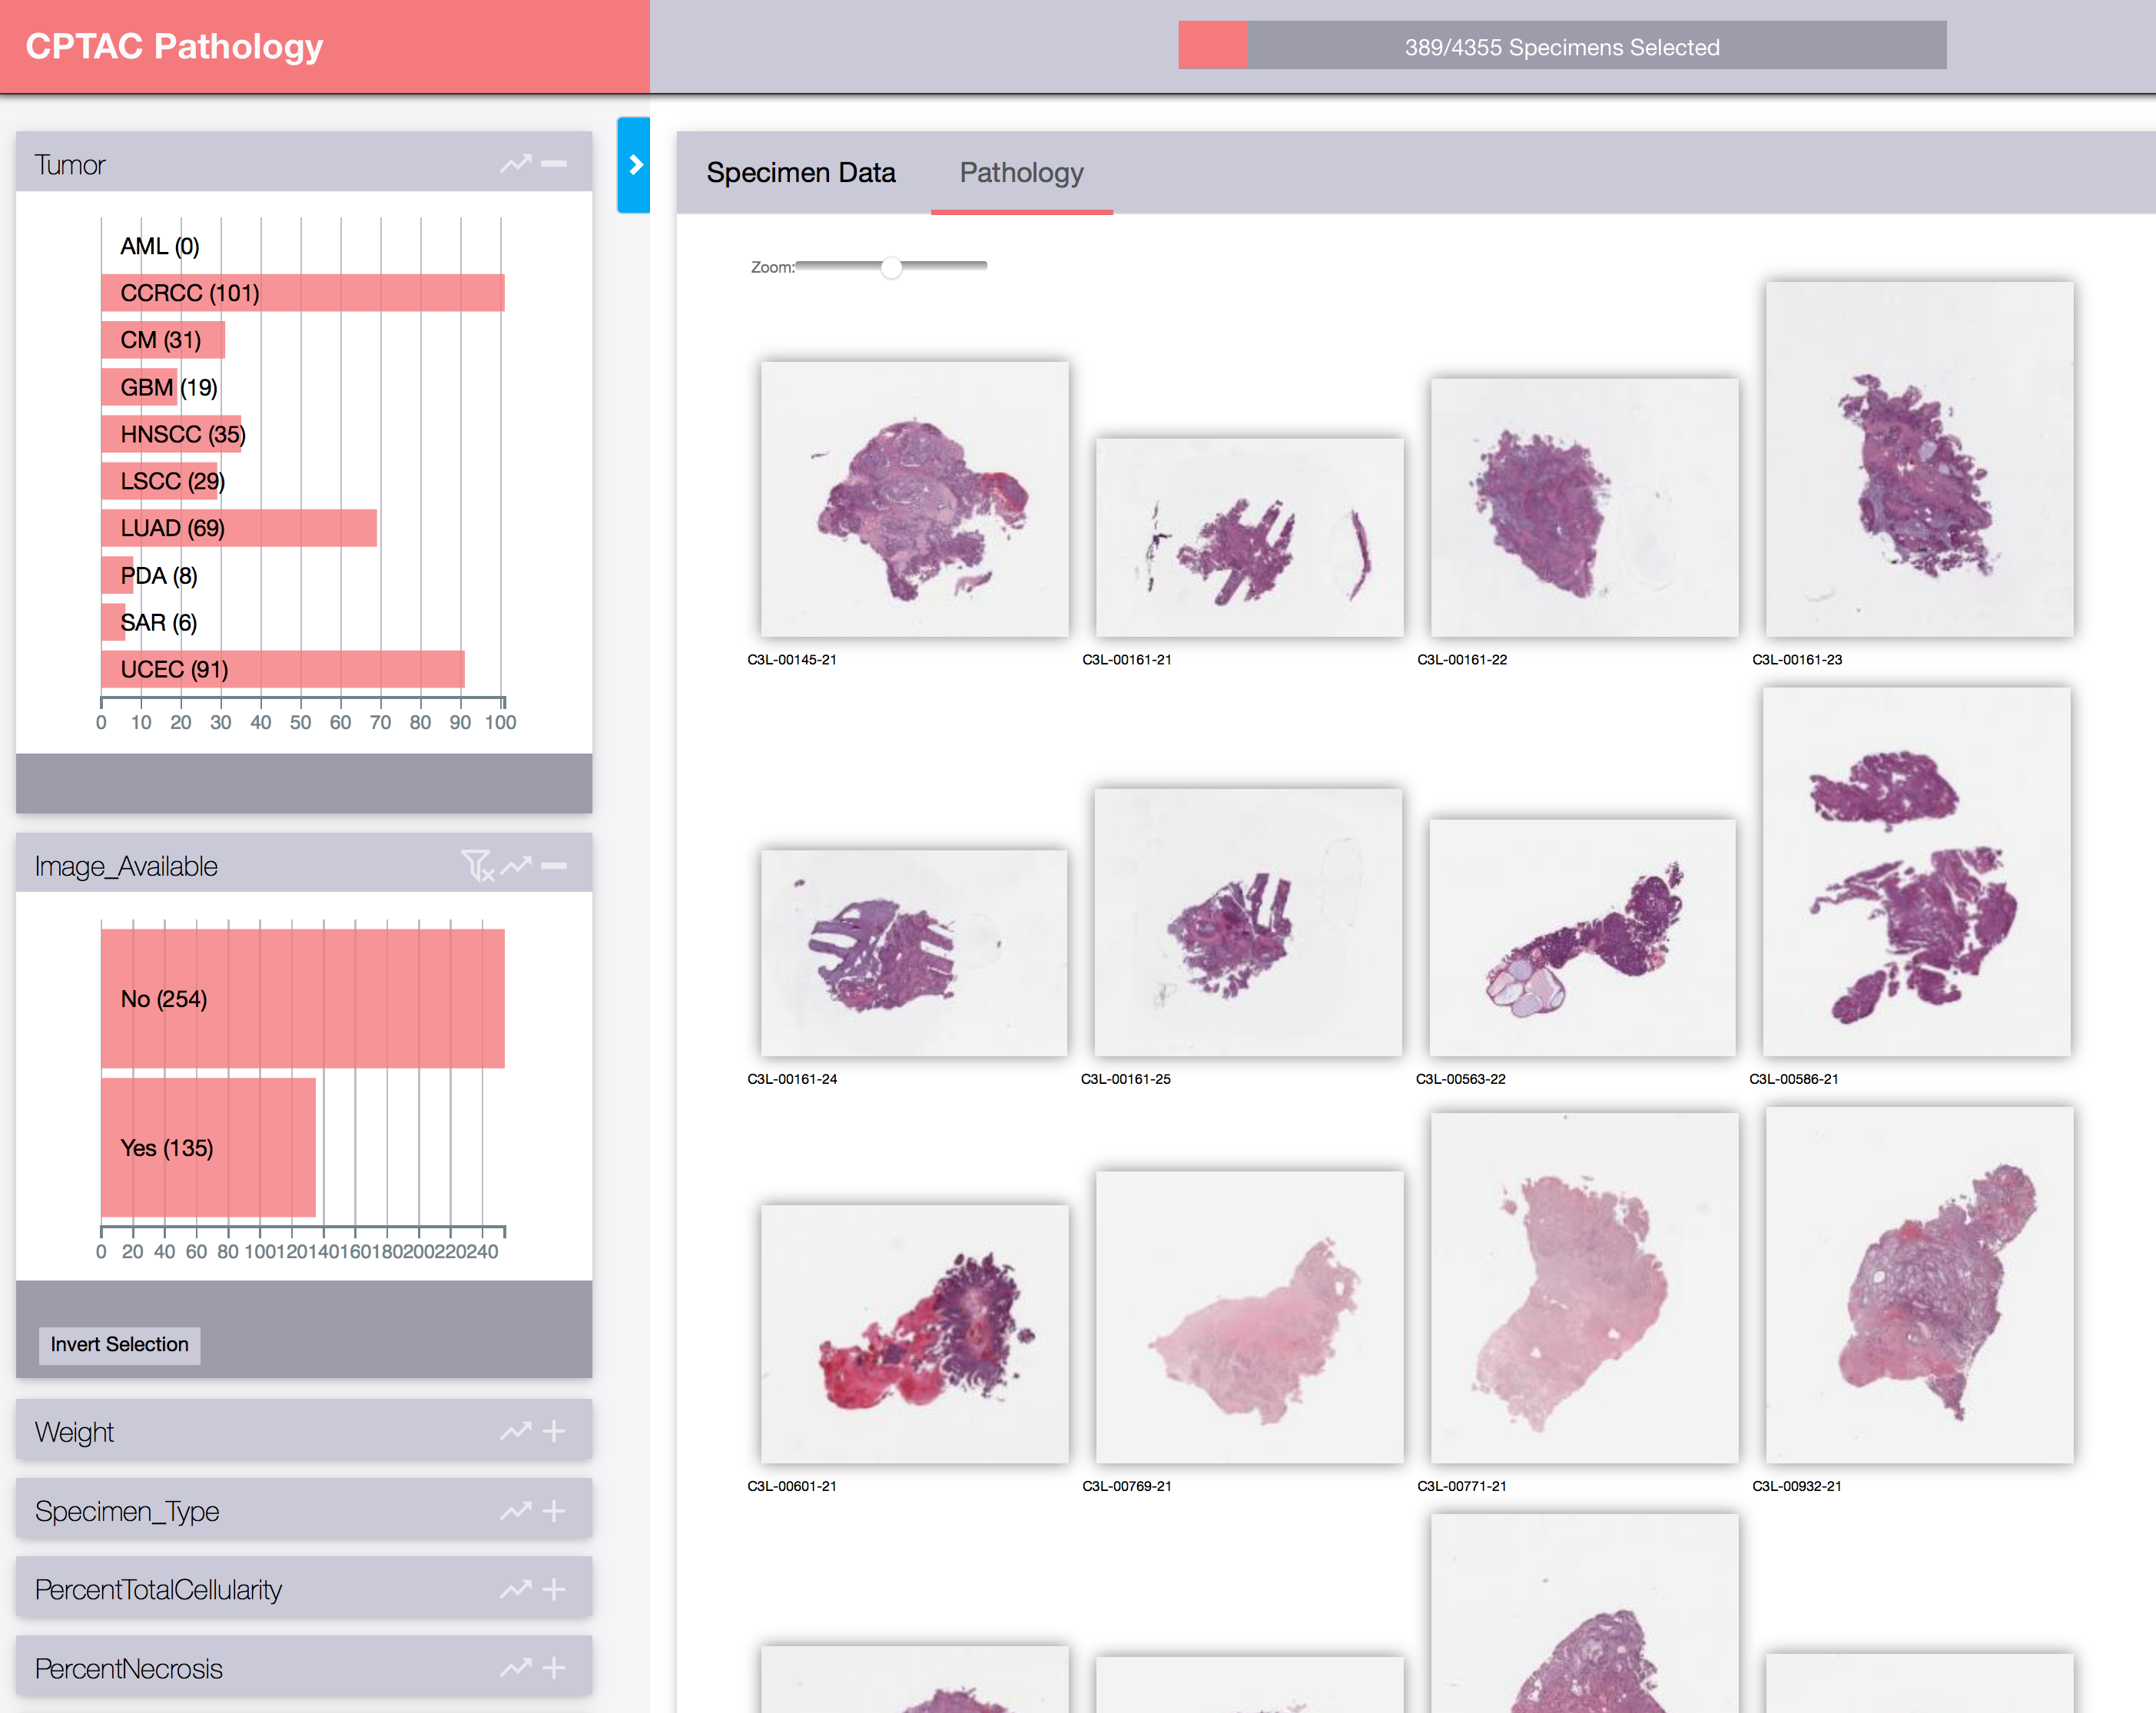 CPTAC Pathology
389/4355 Specimens Selected
Tumor
AML (0)
CCRCC (101)
CM (31)
GBM (19)
HNSCC (35)
LSCC (29)
LUAD (69)
PDA (8)
SAR (6)
UCEC (91)
0 10 20 30 40 50 60 70 80 90 100
Image_Available
No (254)
Yes (135)
0 20 40 60 80 100 120 140 160 180 200 220 240
Invert Selection
Weight
Specimen_Type
PercentTotalCellularity
PercentNecrosis
Specimen Data Pathology
Zoom:
C3L-00145-21 C3L-00161-21 C3L-00161-22 C3L-00161-23
C3L-00161-24 C3L-00161-25 C3L-00563-22 C3L-00586-21
C3L-00601-21 C3L-00769-21 C3L-00771-21 C3L-00932-21